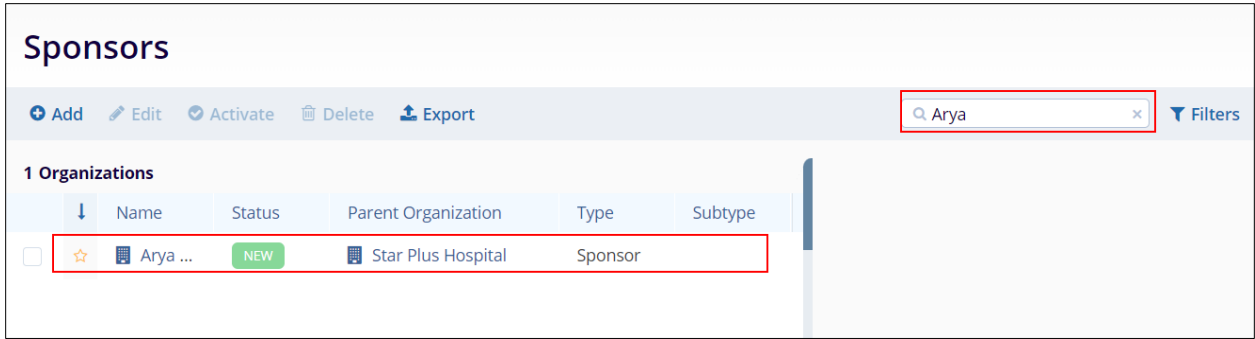 Sponsors
Add Edit Activate Delete Export Arya Filters
1 Organizations
Name Status Parent Organization Type Subtype
Arya ... NEW Star Plus Hospital Sponsor